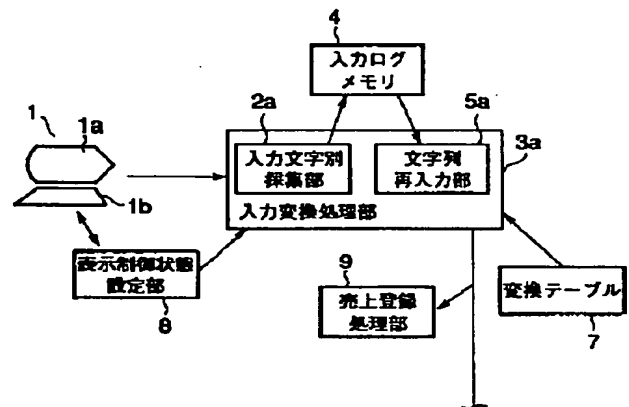 4
入力ログ
メモリ
2a
5a
1
1a
3a
入力文字別
採集部
文字列
再入力部
1b
入力変換処理部
表示制御状態
設定部
8
9
売上登録
処理部
変換テーブル
7